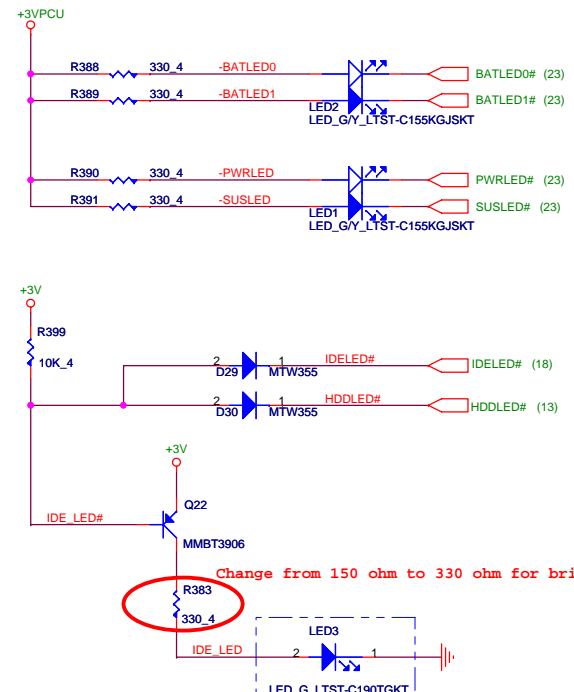 +3VPCU
R388 330_4 -BATLED0 BATLED0# (23)
R389 330_4 -BATLED1 BATLED1# (23)
LED2
LED_G/Y_LTST-C155KGJSKT
R390 330_4 -PWRLED PWRLED# (23)
R391 330_4 -SUSLED SUSLED# (23)
LED1
LED_G/Y_LTST-C155KGJSKT
+3V
R399
10K_4
2 1 IDELED# IDELED# (18)
D29 MTW355
2 1 HDDLED# HDDLED# (13)
D30 MTW355
+3V
Q22
IDE_LED#
MMBT3906
Change from 150 ohm to 330 ohm for bri
R383
330_4
LED3
IDE_LED 2 1
LED_G_LTST-C190TGKT